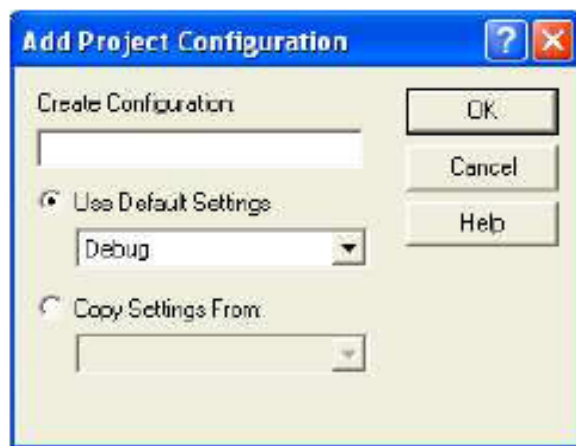 Add Project Configuration
Create Configuration:
Use Default Settings
Debug
Copy Settings From:
OK
Cancel
Help